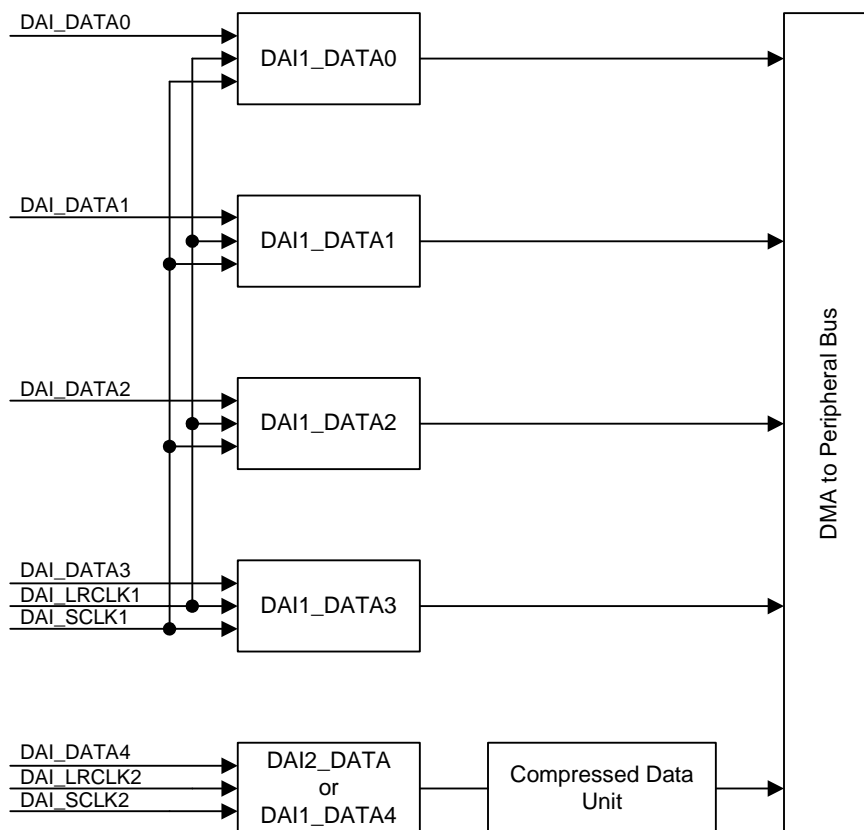 DAI_DATA0
DAI1_DATA0
DAI_DATA1
DAI1_DATA1
DAI_DATA2
DAI1_DATA2
DMA to Peripheral Bus
DAI_DATA3
DAI_LRCLK1
DAI_SCLK1
DAI1_DATA3
DAI_DATA4
DAI_LRCLK2
DAI_SCLK2
DAI2_DATA
or
DAI1_DATA4
Compressed Data
Unit